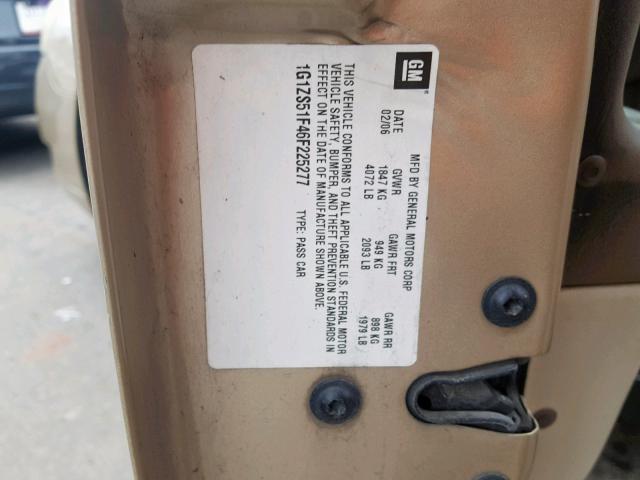 GM
MFD BY GENERAL MOTORS CORP
DATE GVWR GAWR FRT GAWR RR
02/06 1847 KG 949 KG 898 KG
4072 LB 2093 LB 1979 LB
THIS VEHICLE CONFORMS TO ALL APPLICABLE U.S. FEDERAL MOTOR
VEHICLE SAFETY, BUMPER, AND THEFT PREVENTION STANDARDS IN
EFFECT ON THE DATE OF MANUFACTURE SHOWN ABOVE.
1G1ZS51F46F225277 TYPE: PASS CAR